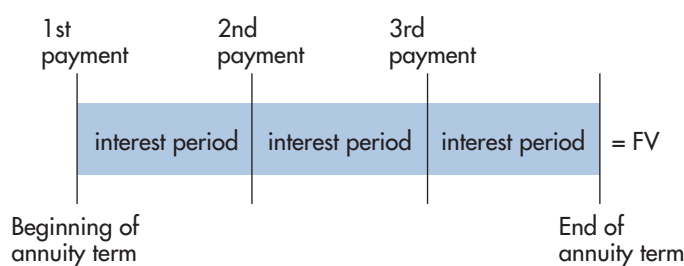 1st payment
2nd payment
3rd payment
interest period
interest period
interest period
= FV
Beginning of
annuity term
End of
annuity term